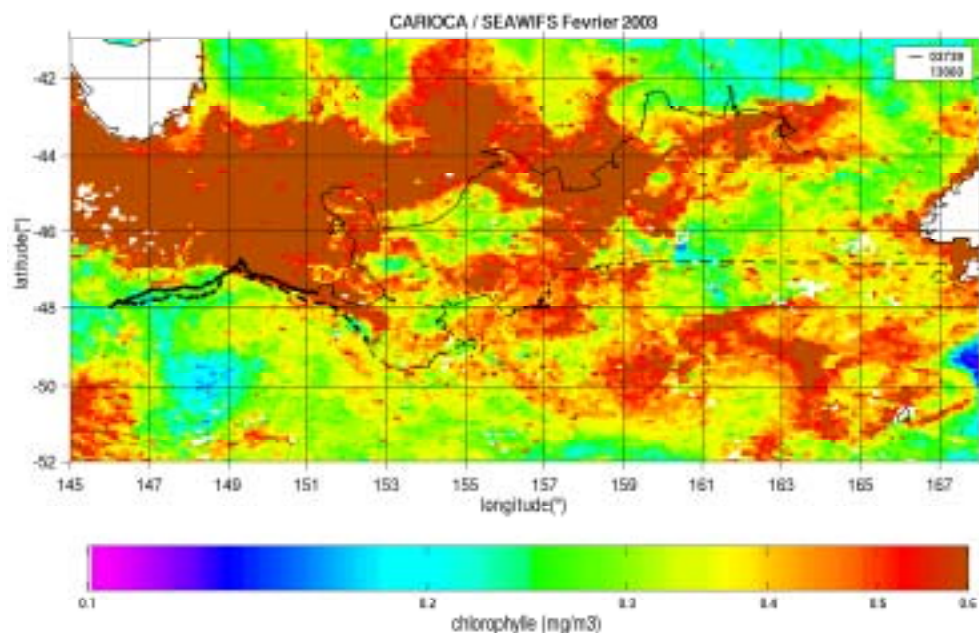 CARIOCA / SEAWIFS Fevrier 2003
-42
-44
-46
-48
-50
-52
latitude(°)
145 147 149 151 153 155 157 159 161 163 165 167
longitude(°)
0.1 0.2 0.3 0.4 0.5 0.6
chlorophylle (mg/m3)